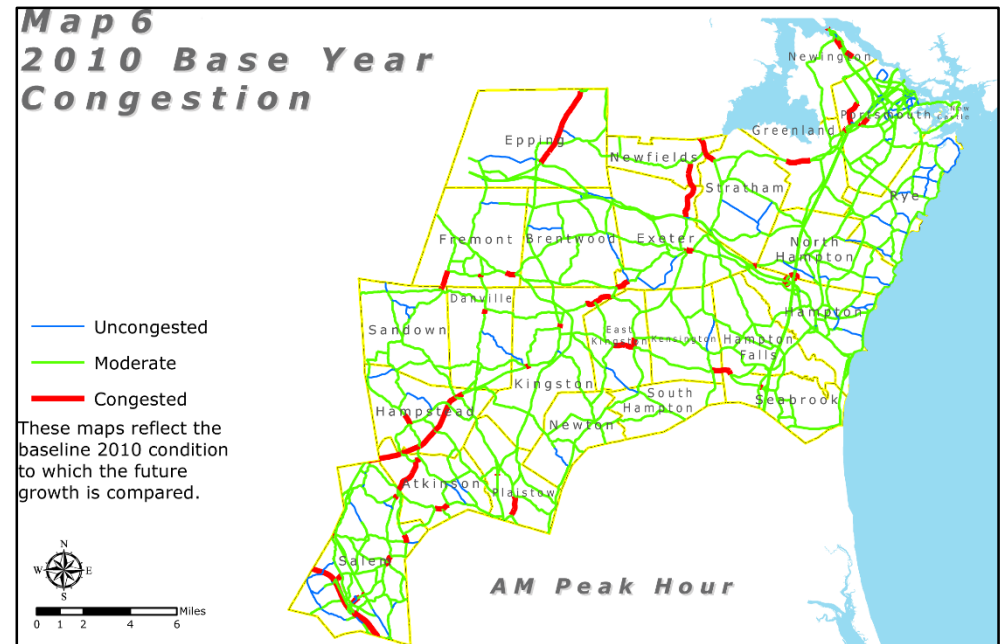 Map 6
2010 Base Year
Congestion
Newington
Portsmouth
New
Castle
Greenland
Epping
Newfields
Stratham
Rye
Fremont
Brentwood
Exeter
North
Hampton
Danville
Hampton
Sandown
East
Kingston
Kensington
Hampton
Falls
Kingston
Seabrook
South
Hampton
Hampstead
Newton
Atkinson
Plaistow
Salem
Uncongested
Moderate
Congested
These maps reflect the
baseline 2010 condition
to which the future
growth is compared.
N
W E
S
Miles
0 1 2 4 6
AM Peak Hour